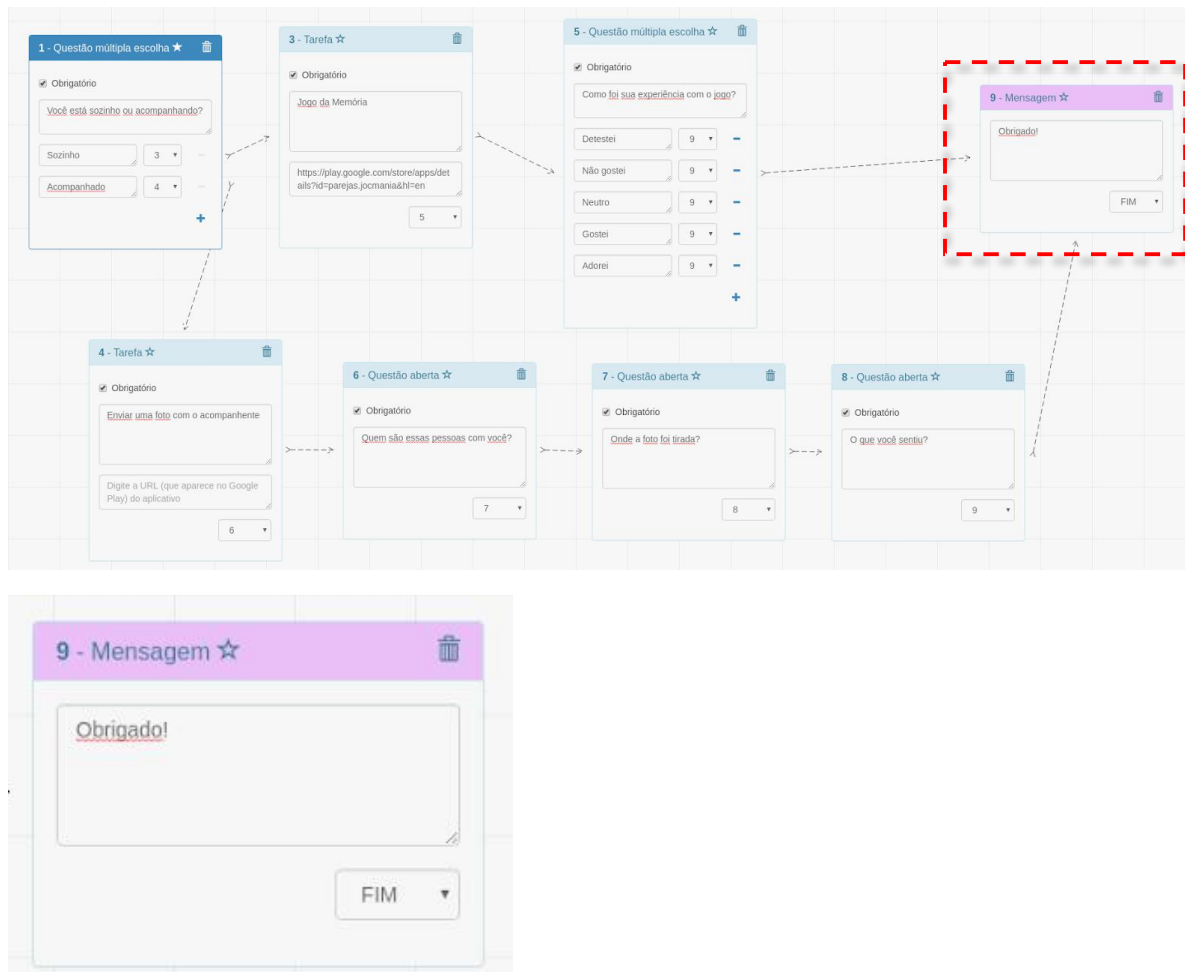 1 - Questão múltipla escolha
Obrigatório
Você está sozinho ou acompanhando?
Sozinho 3
Acompanhado 4
3 - Tarefa
Obrigatório
Jogo da Memória
https://play.google.com/store/apps/det
ails?id=parejas.jocmania&hl=en
5
5 - Questão múltipla escolha
Obrigatório
Como foi sua experiência com o jogo?
Detestei 9
Não gostei 9
Neutro 9
Gostei 9
Adorei 9
9 - Mensagem
Obrigado!
FIM
4 - Tarefa
Obrigatório
Enviar uma foto com o acompanhente
Digite a URL (que aparece no Google
Play) do aplicativo
6
6 - Questão aberta
Obrigatório
Quem são essas pessoas com você?
7
7 - Questão aberta
Obrigatório
Onde a foto foi tirada?
8
8 - Questão aberta
Obrigatório
O que você sentiu?
9
9 - Mensagem
Obrigado!
FIM